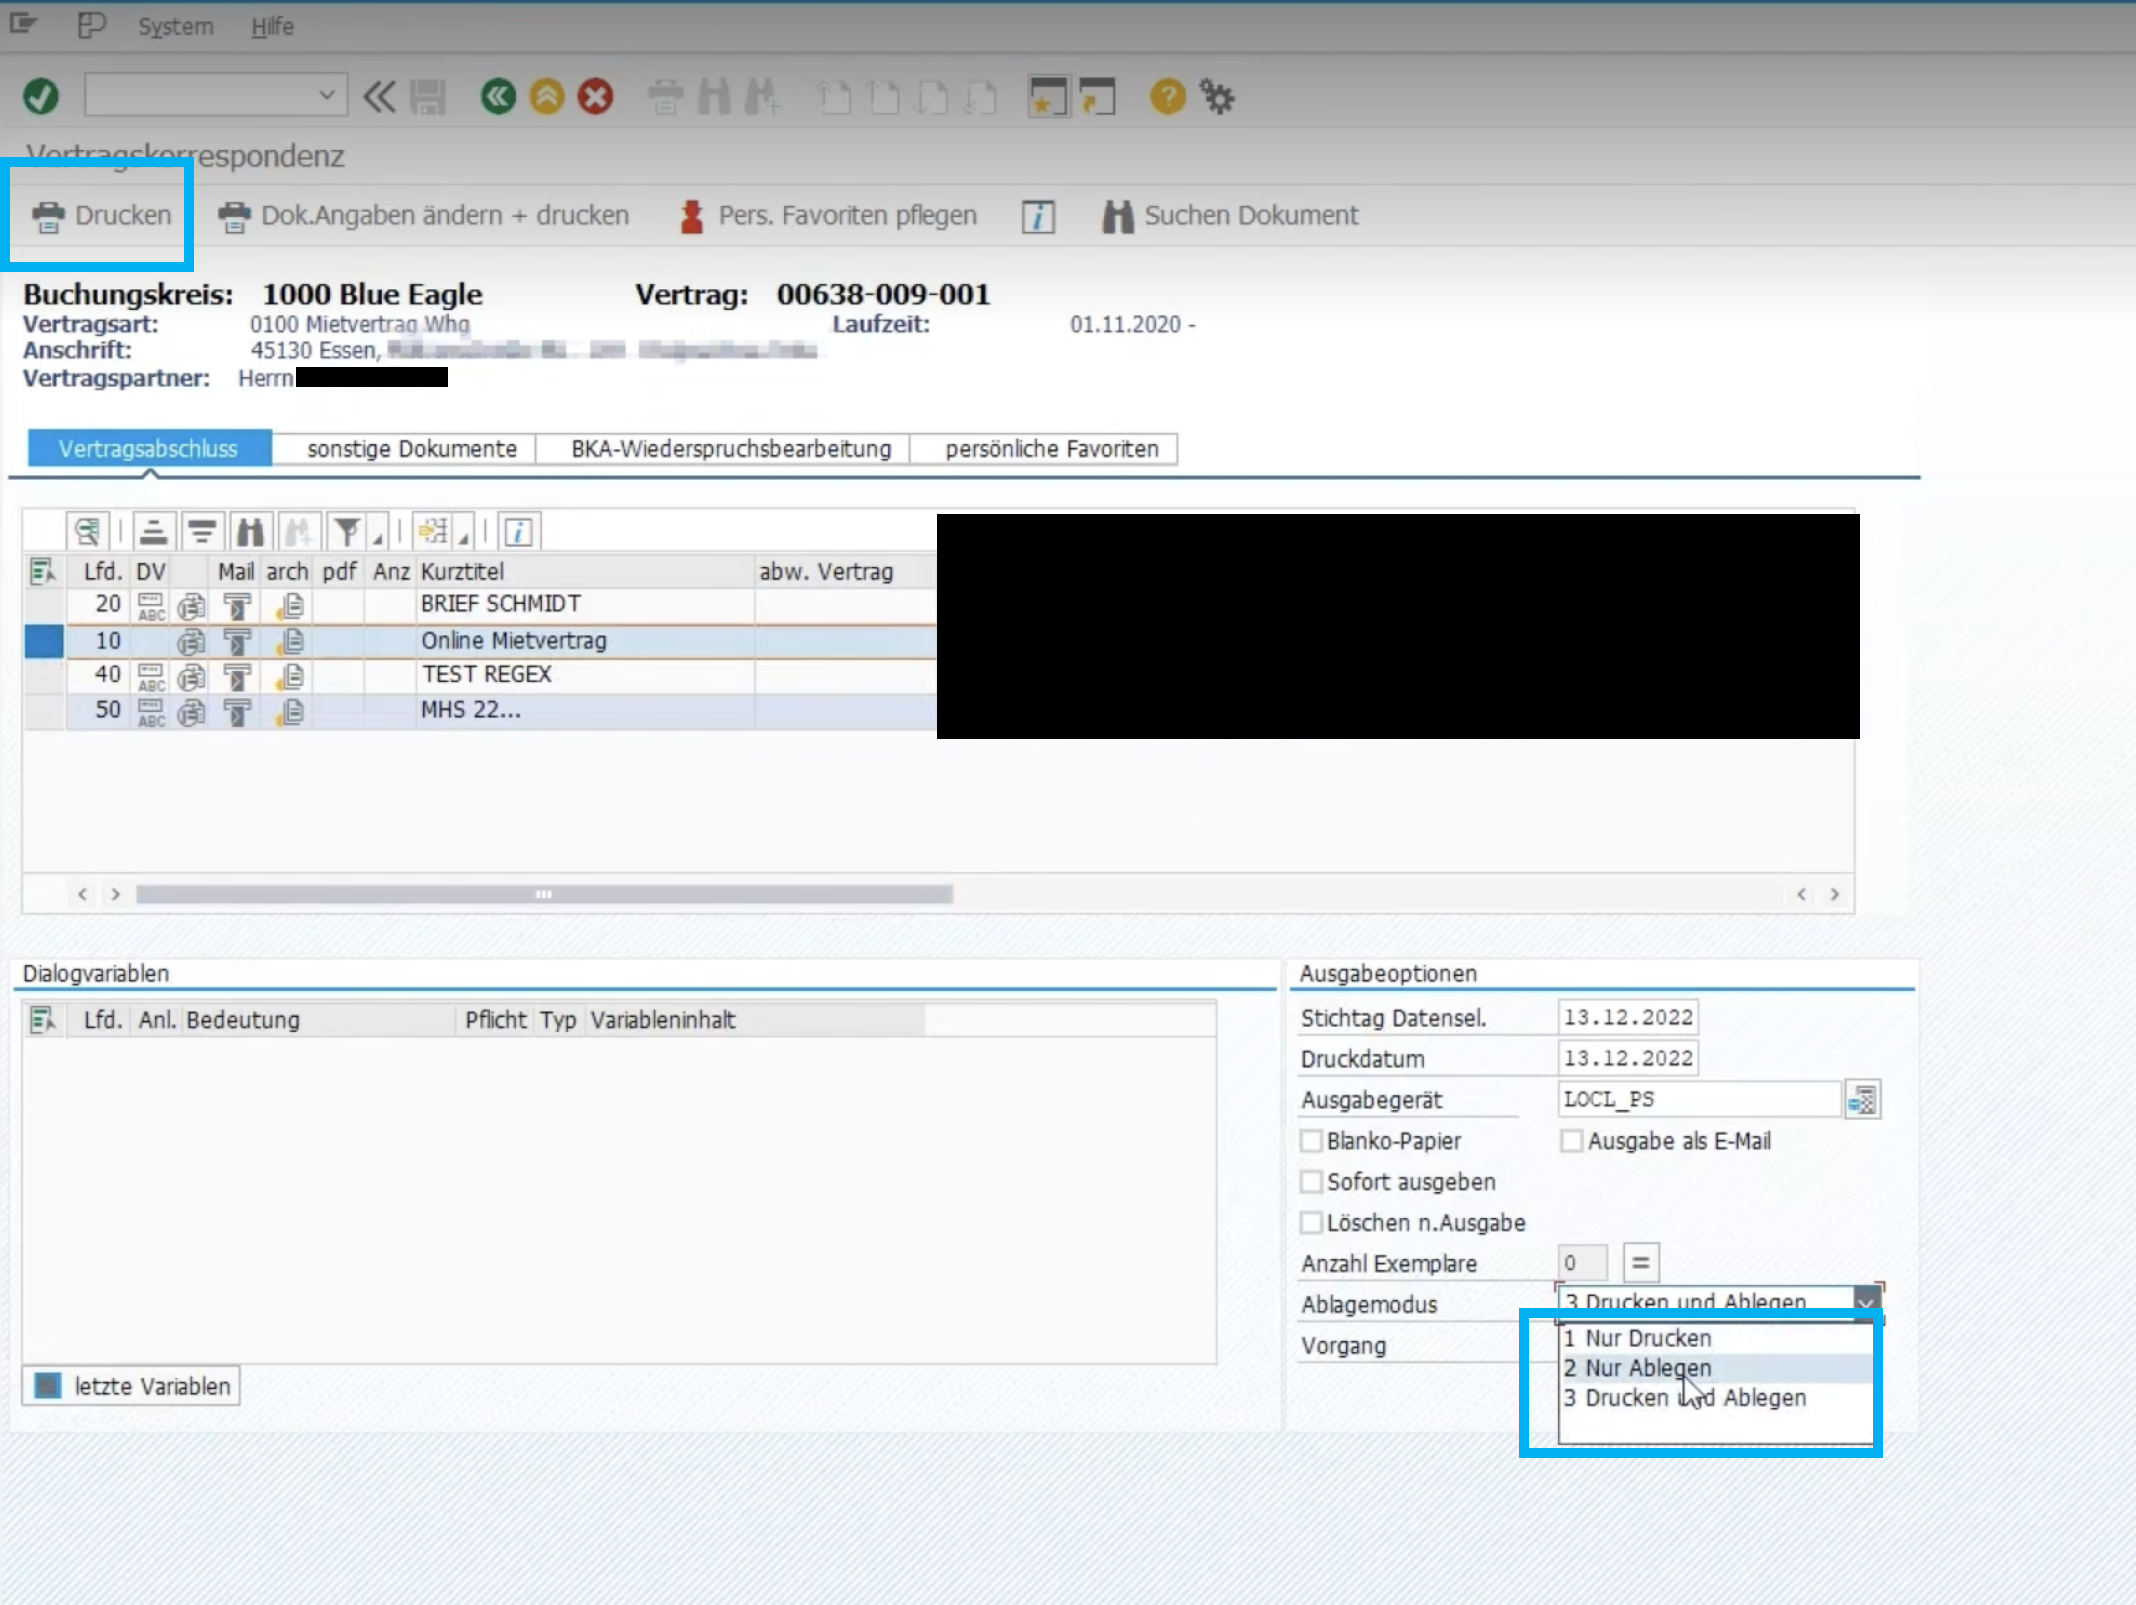 System Hilfe
Vertragskorrespondenz
Drucken Dok.Angaben ändern + drucken Pers. Favoriten pflegen Suchen Dokument
Buchungskreis: 1000 Blue Eagle Vertrag: 00638-009-001
Vertragsart: 0100 Mietvertrag Whg Laufzeit: 01.11.2020 -
Anschrift: 45130 Essen,
Vertragspartner: Herrn
Vertragsabschluss sonstige Dokumente BKA-Wiederspruchsbearbeitung persönliche Favoriten
Lfd. DV Mail arch pdf Anz Kurztitel abw. Vertrag
20 ABC BRIEF SCHMIDT
10 Online Mietvertrag
40 ABC TEST REGEX
50 ABC MHS 22...
Dialogvariablen
Lfd. Anl. Bedeutung Pflicht Typ Variableninhalt
letzte Variablen
Ausgabeoptionen
Stichtag Datensel. 13.12.2022
Druckdatum 13.12.2022
Ausgabegerät LOCL_PS
Blanko-Papier Ausgabe als E-Mail
Sofort ausgeben
Löschen n.Ausgabe
Anzahl Exemplare 0 =
Ablagemodus 3 Drucken und Ablegen
Vorgang
1 Nur Drucken
2 Nur Ablegen
3 Drucken und Ablegen